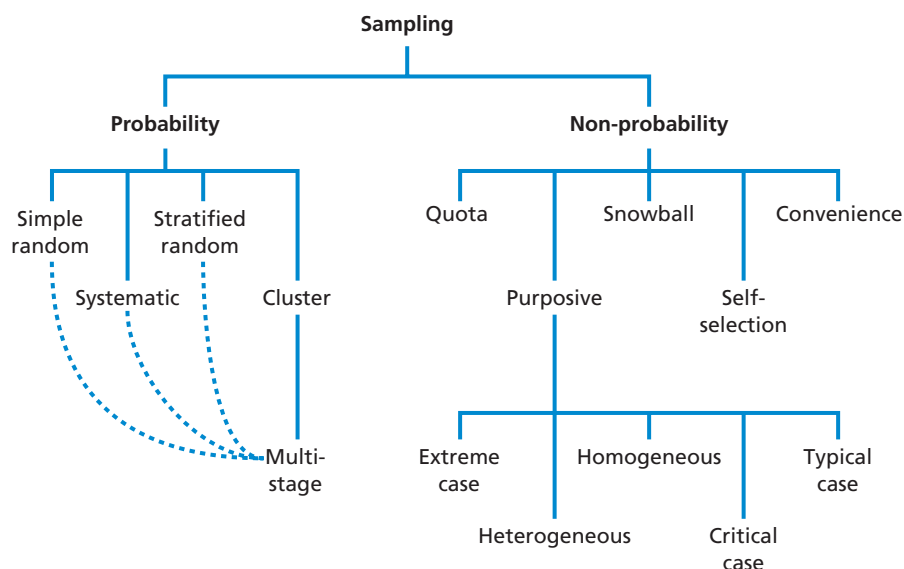 Sampling
Probability
Non-probability
Simple
random
Stratified
random
Quota
Snowball
Convenience
Systematic
Cluster
Purposive
Self-
selection
Multi-
stage
Extreme
case
Homogeneous
Typical
case
Heterogeneous
Critical
case